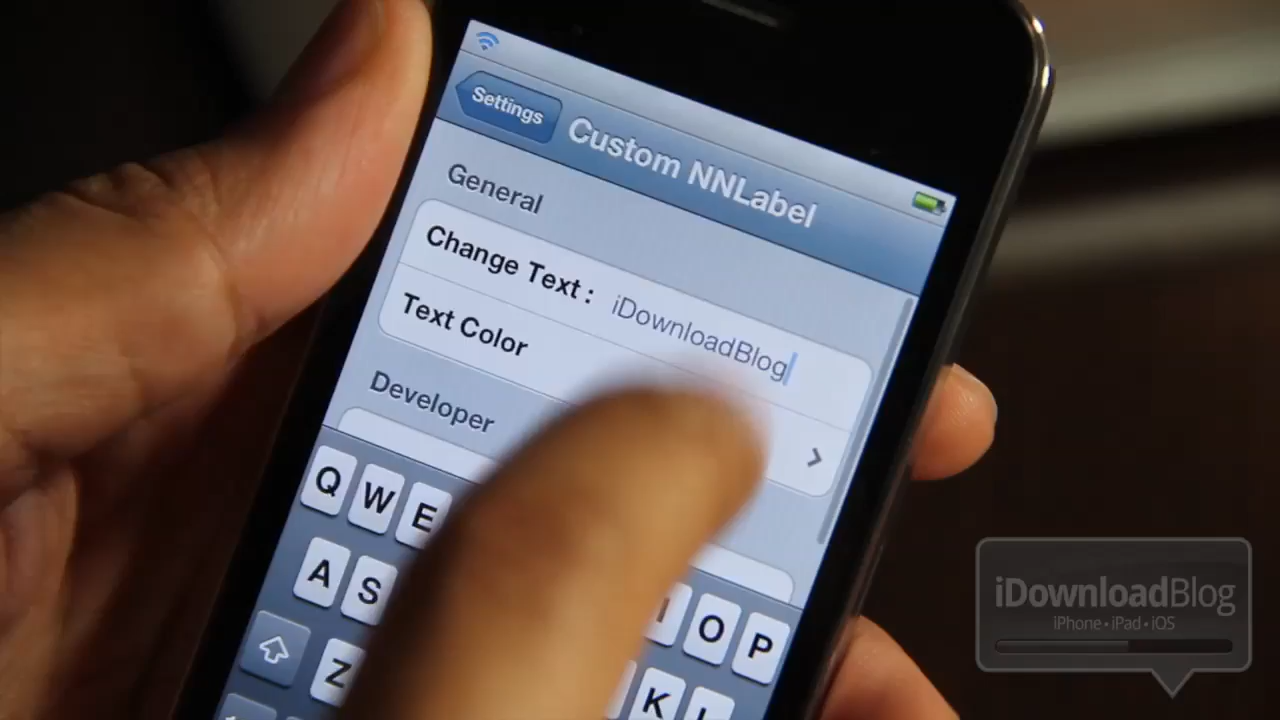 Settings
Custom NNLabel
General
Change Text : iDownloadBlog
Text Color
Developer
Q W E O P
A S K
Z
iDownloadBlog
iPhone • iPad • iOS